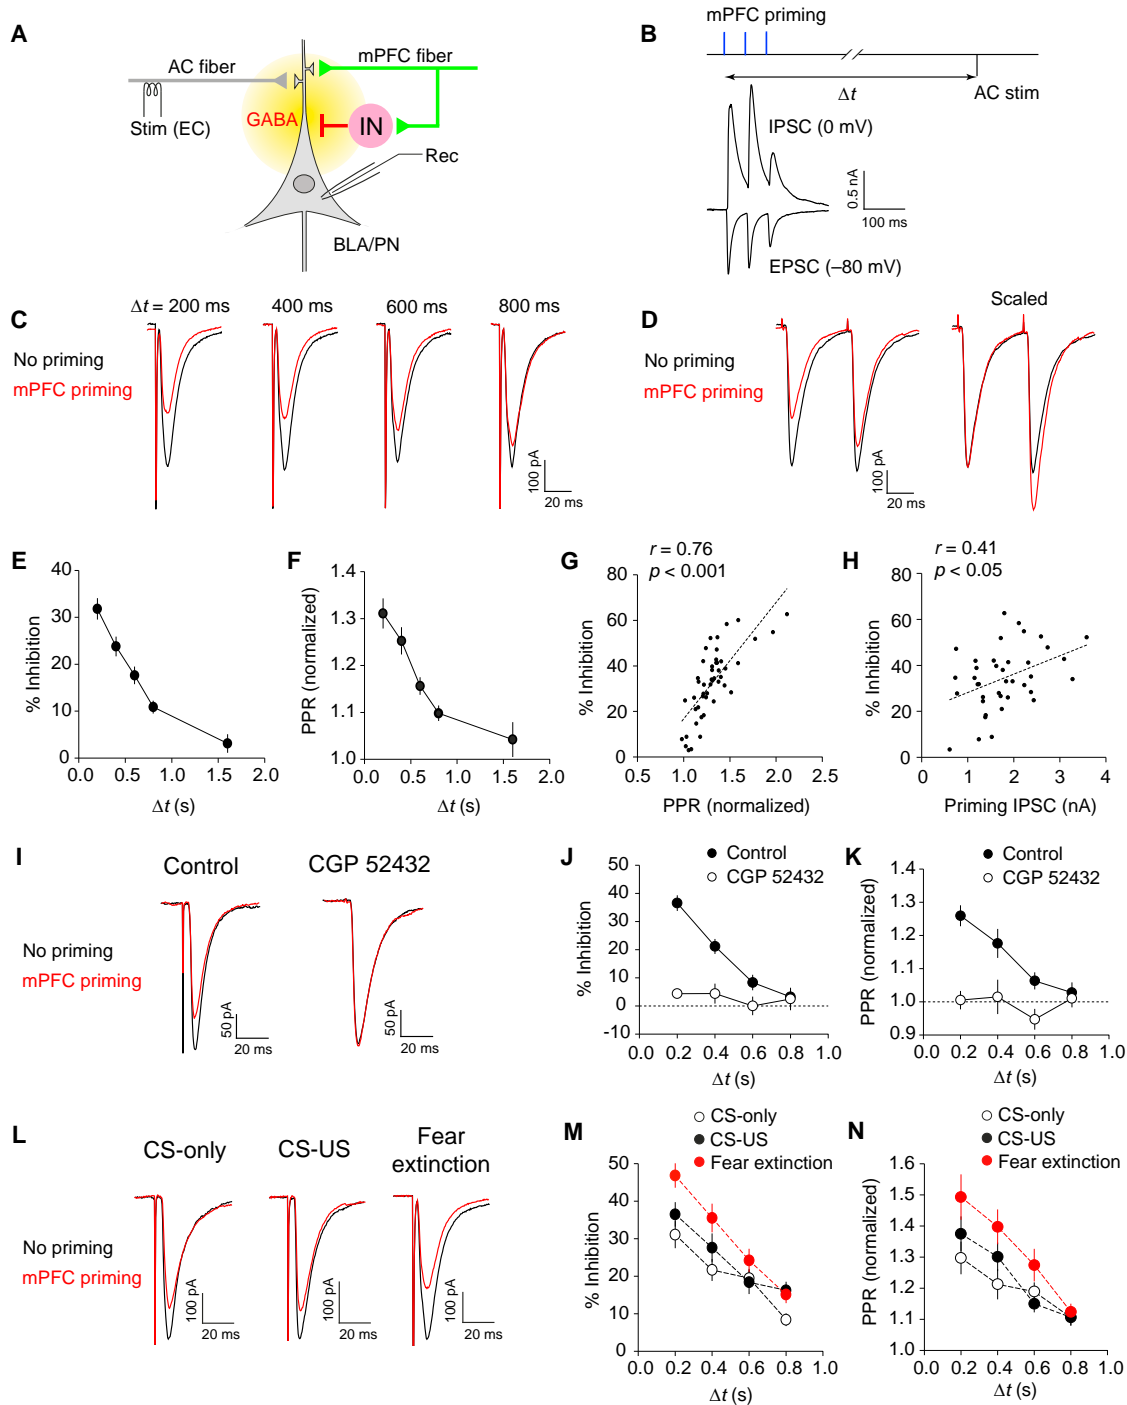 A
AC fiber
mPFC fiber
GABA
IN
Stim (EC)
Rec
BLA/PN
B
mPFC priming
Δt
AC stim
IPSC (0 mV)
0.5 nA
100 ms
EPSC (–80 mV)
C
Δt = 200 ms
400 ms
600 ms
800 ms
No priming
mPFC priming
100 pA
20 ms
D
Scaled
No priming
mPFC priming
100 pA
20 ms
E
40
30
20
10
0
% Inhibition
0.0 0.5 1.0 1.5 2.0
Δt (s)
F
1.4
1.3
1.2
1.1
1.0
PPR (normalized)
0.0 0.5 1.0 1.5 2.0
Δt (s)
G
r = 0.76
p < 0.001
80
60
40
20
0
% Inhibition
0.5 1.0 1.5 2.0 2.5
PPR (normalized)
H
r = 0.41
p < 0.05
80
60
40
20
0
% Inhibition
0 1 2 3 4
Priming IPSC (nA)
I
Control
CGP 52432
No priming
mPFC priming
50 pA
20 ms
50 pA
20 ms
J
Control
CGP 52432
50
40
30
20
10
0
-10
% Inhibition
0.0 0.2 0.4 0.6 0.8 1.0
Δt (s)
K
Control
CGP 52432
1.4
1.3
1.2
1.1
1.0
0.9
PPR (normalized)
0.0 0.2 0.4 0.6 0.8 1.0
Δt (s)
L
CS-only
CS-US
Fear
extinction
No priming
mPFC priming
100 pA
20 ms
100 pA
20 ms
100 pA
20 ms
M
CS-only
CS-US
Fear extinction
50
40
30
20
10
0
% Inhibition
0.0 0.2 0.4 0.6 0.8 1.0
Δt (s)
N
CS-only
CS-US
Fear extinction
1.6
1.5
1.4
1.3
1.2
1.1
1.0
PPR (normalized)
0.0 0.2 0.4 0.6 0.8 1.0
Δt (s)